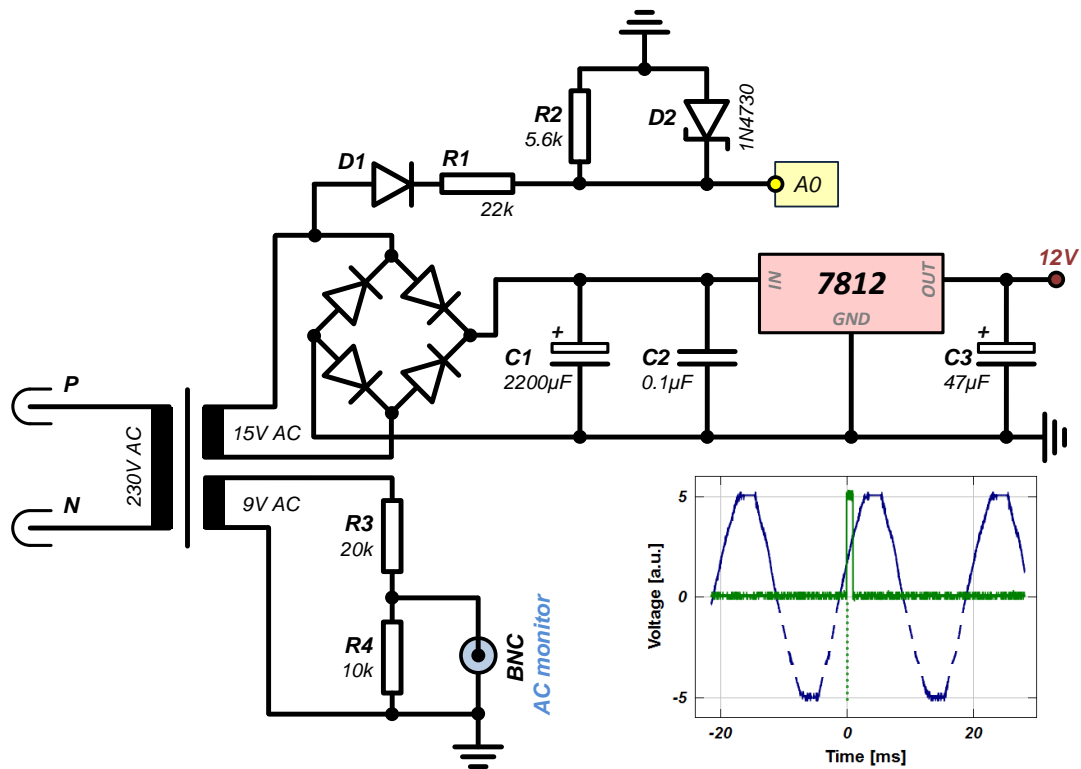 R2
5.6k
D2
1N4730
D1
R1
22k
A0
12V
IN
7812
OUT
GND
C1
+
2200µF
C2
0.1µF
C3
+
47µF
P
N
230V AC
15V AC
9V AC
R3
20k
R4
10k
BNC
AC monitor
Voltage [a.u.]
5
0
-5
-20
0
20
Time [ms]